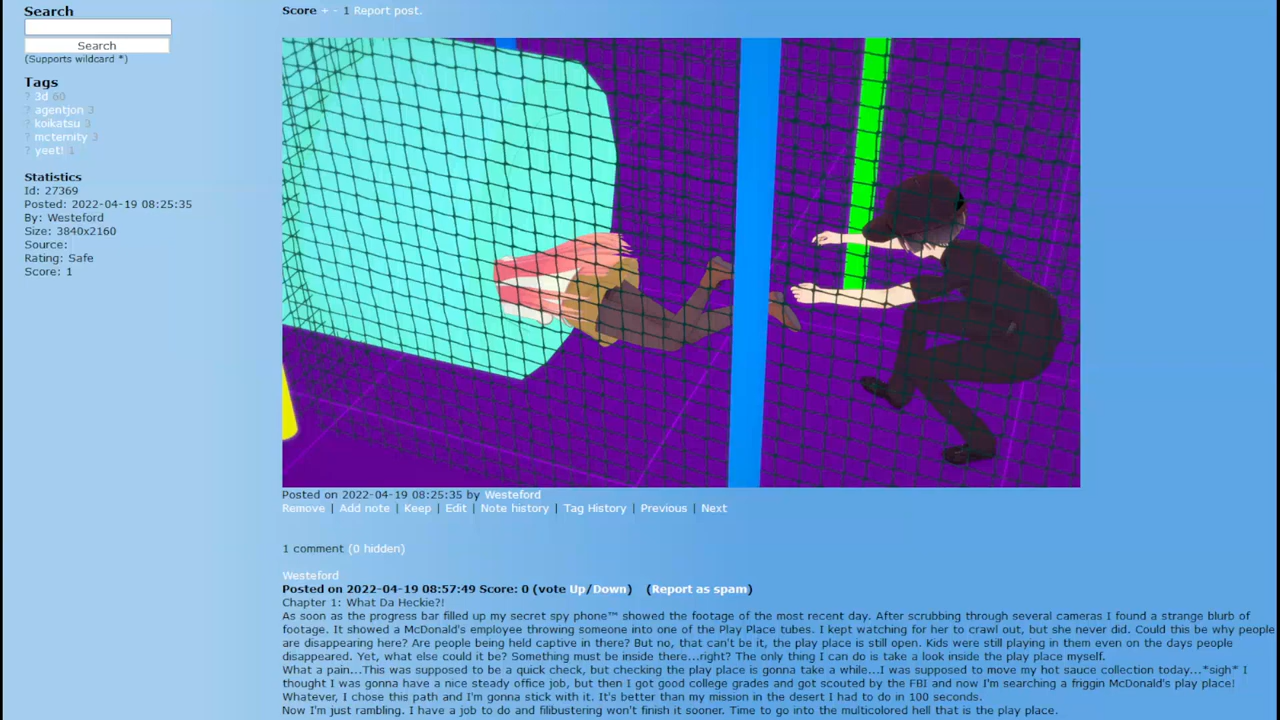 Search
Search
(Supports wildcard *)
Tags
? 3d 60
? agentjon 3
? koikatsu 3
? mcternity 3
? yeet! 1
Statistics
Id: 27369
Posted: 2022-04-19 08:25:35
By: Westeford
Size: 3840x2160
Source:
Rating: Safe
Score: 1
Score + - 1 Report post.
Posted on 2022-04-19 08:25:35 by Westeford
Remove | Add note | Keep | Edit | Note history | Tag History | Previous | Next
1 comment (0 hidden)
Westeford
Posted on 2022-04-19 08:57:49 Score: 0 (vote Up/Down) (Report as spam)
Chapter 1: What Da Heckie?!
As soon as the progress bar filled up my secret spy phone™ showed the footage of the most recent day. After scrubbing through several cameras I found a strange blurb of
footage. It showed a McDonald's employee throwing someone into one of the Play Place tubes. I kept watching for her to crawl out, but she never did. Could this be why people
are disappearing here? Are people being held captive in there? But no, that can't be it, the play place is still open. Kids were still playing in them even on the days people
disappeared. Yet, what else could it be? Something must be inside there...right? The only thing I can do is take a look inside the play place myself.
What a pain...This was supposed to be a quick check, but checking the play place is gonna take a while...I was supposed to move my hot sauce collection today...*sigh* I
thought I was gonna have a nice steady office job, but then I got good college grades and got scouted by the FBI and now I'm searching a friggin McDonald's play place!
Whatever, I chose this path and I'm gonna stick with it. It's better than my mission in the desert I had to do in 100 seconds.
Now I'm just rambling. I have a job to do and filibustering won't finish it sooner. Time to go into the multicolored hell that is the play place.